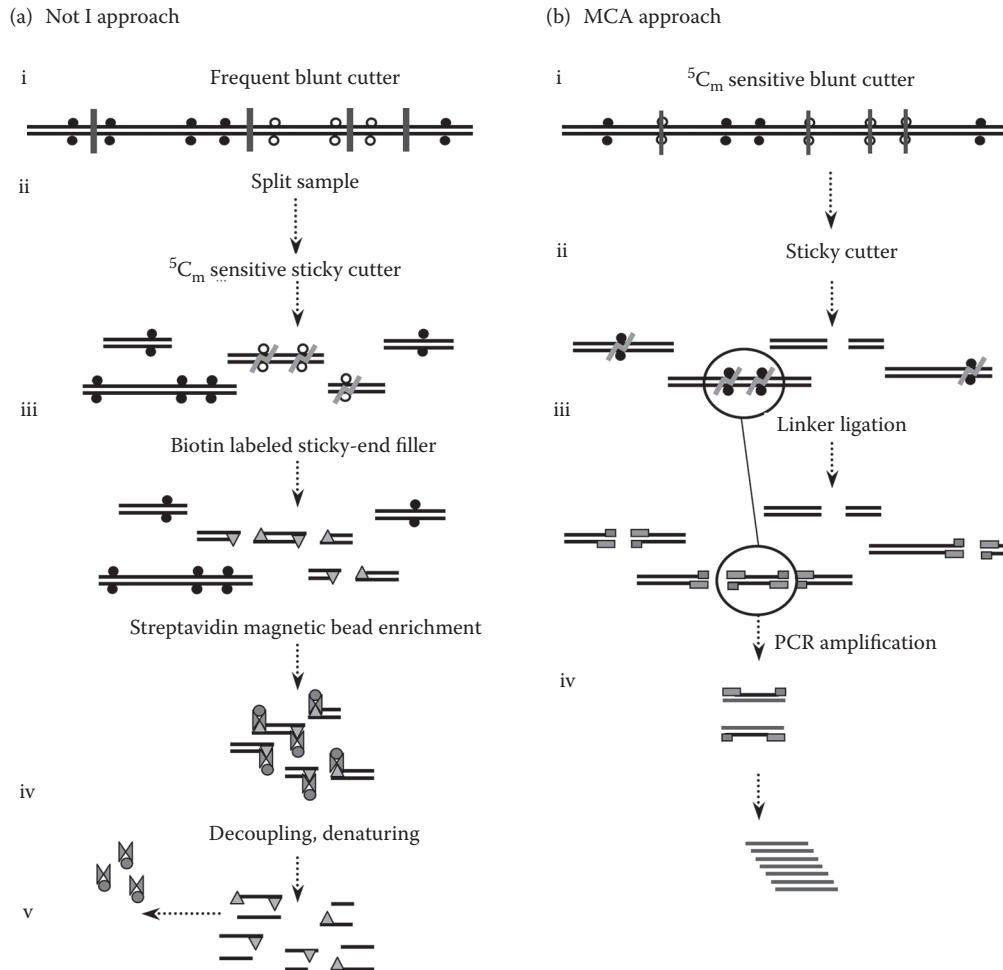 (a) Not I approach
i
Frequent blunt cutter
ii
Split sample
⁵Cₘ sensitive sticky cutter
...
iii
Biotin labeled sticky-end filler
Streptavidin magnetic bead enrichment
iv
Decoupling, denaturing
v
(b) MCA approach
i
⁵Cₘ sensitive blunt cutter
ii
Sticky cutter
iii
Linker ligation
PCR amplification
iv